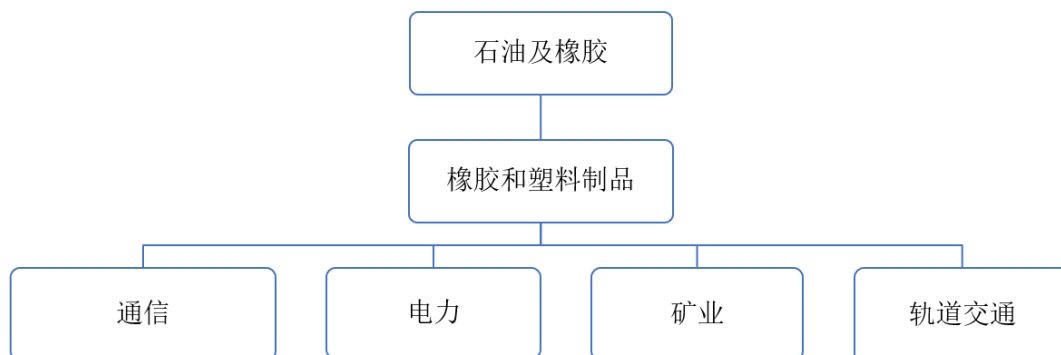 石油及橡胶
橡胶和塑料制品
通信
电力
矿业
轨道交通